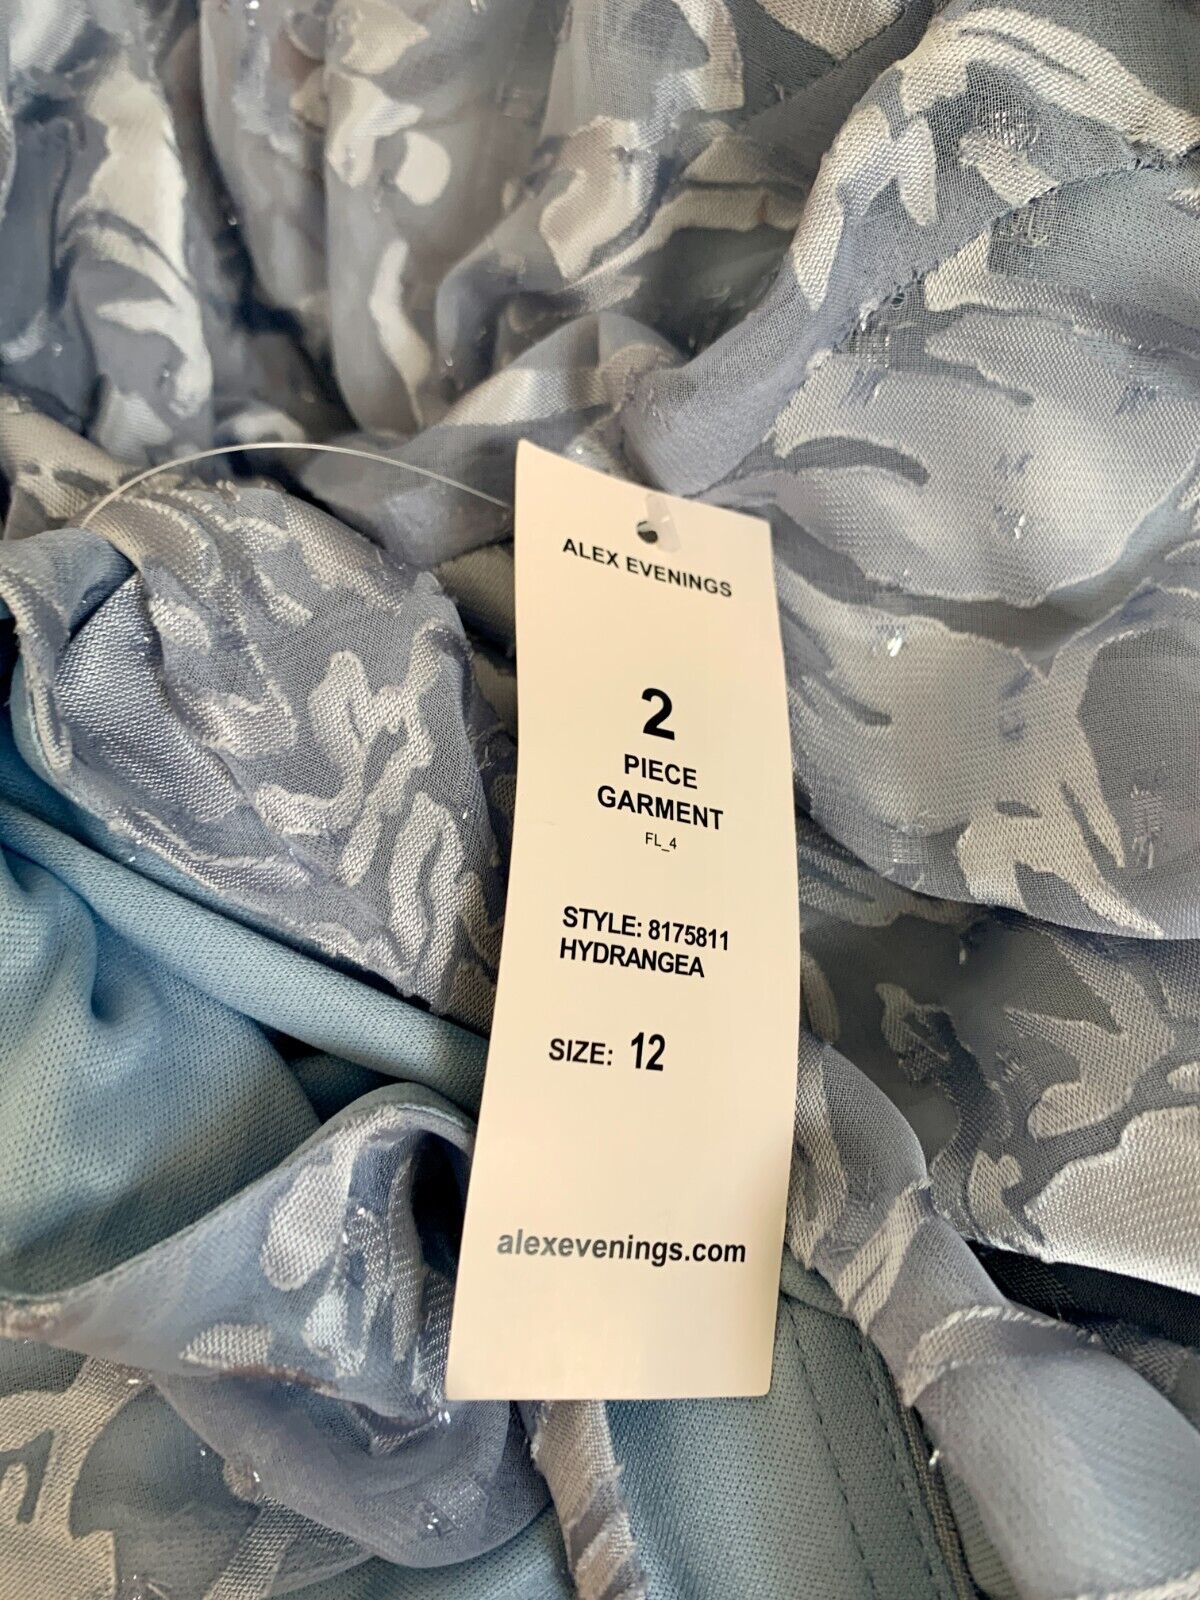 ALEX EVENINGS
2
PIECE
GARMENT
FL_4
STYLE: 8175811
HYDRANGEA
SIZE: 12
alexevenings.com